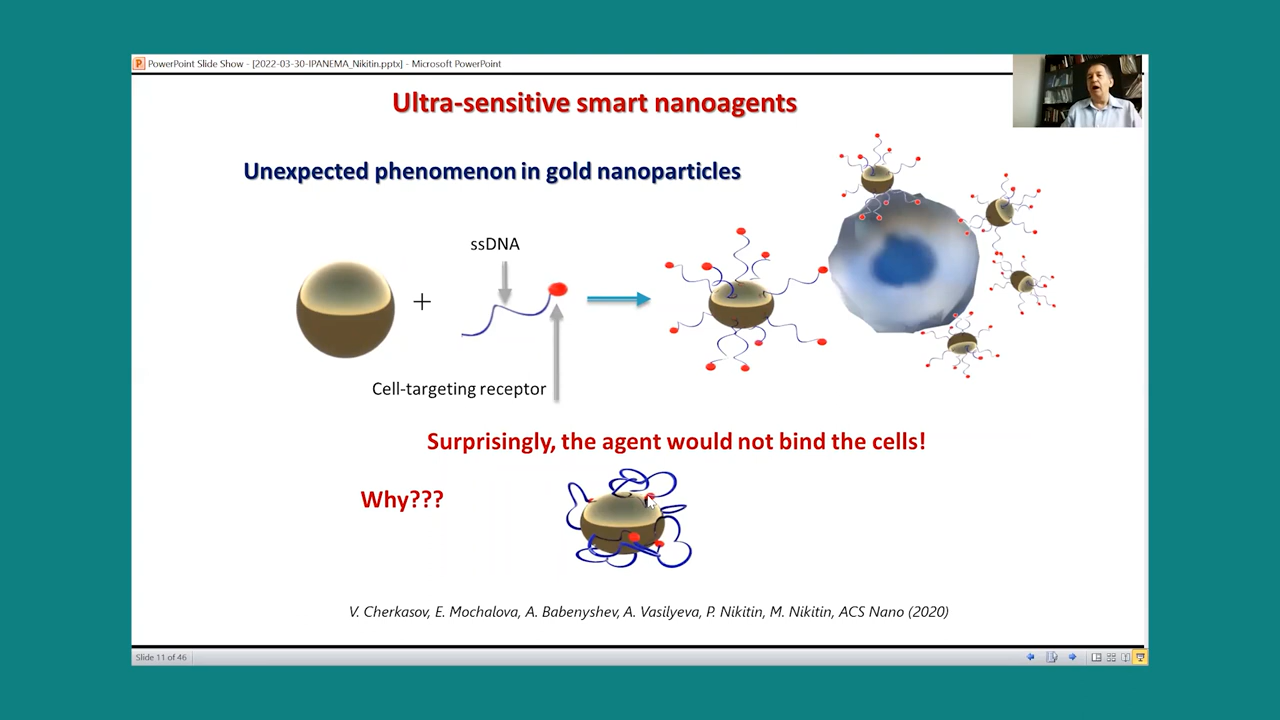 PowerPoint Slide Show - [2022-03-30-IPANEMA_Nikitin.pptx] - Microsoft PowerPoint
Ultra-sensitive smart nanoagents
Unexpected phenomenon in gold nanoparticles
ssDNA
+
Cell-targeting receptor
Surprisingly, the agent would not bind the cells!
Why???
V. Cherkasov, E. Mochalova, A. Babenyshev, A. Vasilyeva, P. Nikitin, M. Nikitin, ACS Nano (2020)
Slide 11 of 46